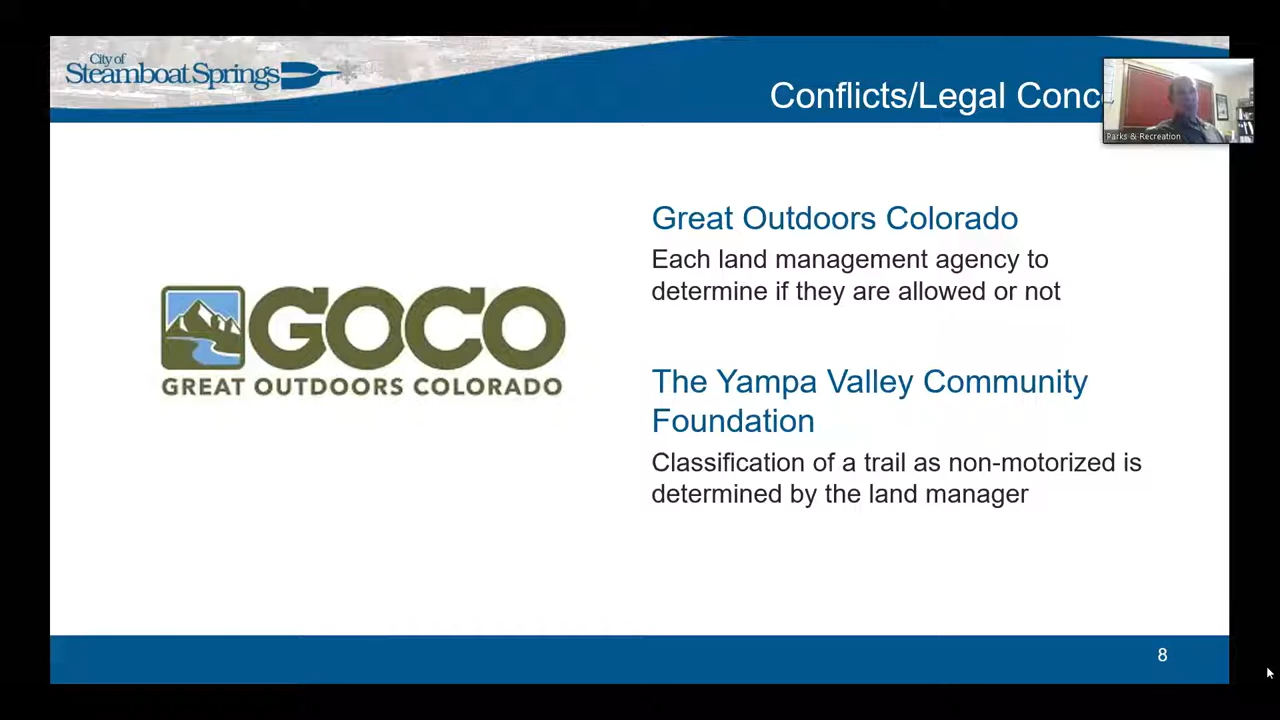 City of
Steamboat Springs
Conflicts/Legal Conc
Parks & Recreation
Great Outdoors Colorado
Each land management agency to
determine if they are allowed or not
GOCO
GREAT OUTDOORS COLORADO
The Yampa Valley Community
Foundation
Classification of a trail as non-motorized is
determined by the land manager
8